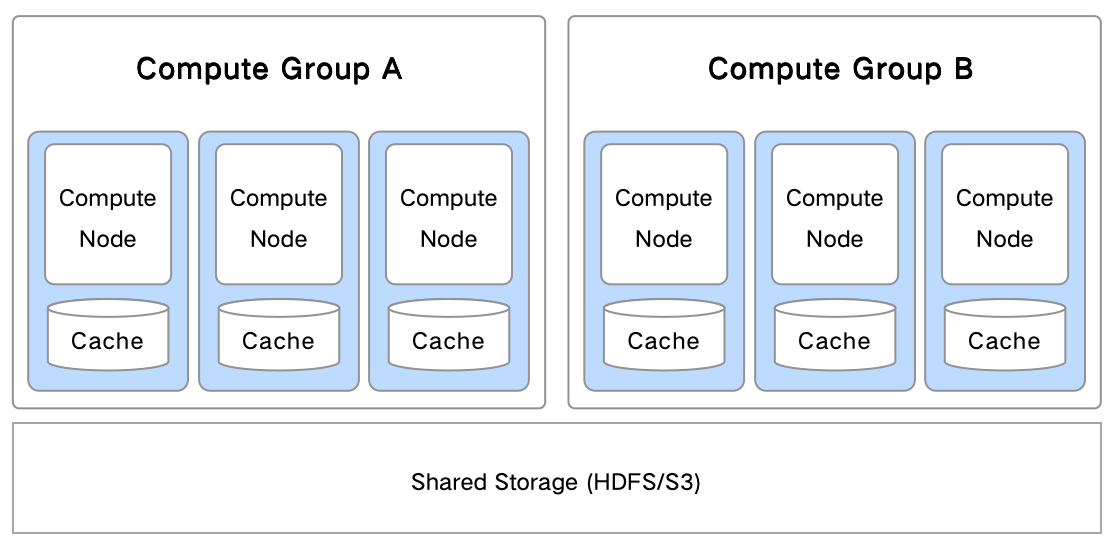 Compute Group A
Compute
Node
Cache
Compute
Node
Cache
Compute
Node
Cache
Compute Group B
Compute
Node
Cache
Compute
Node
Cache
Compute
Node
Cache
Shared Storage (HDFS/S3)